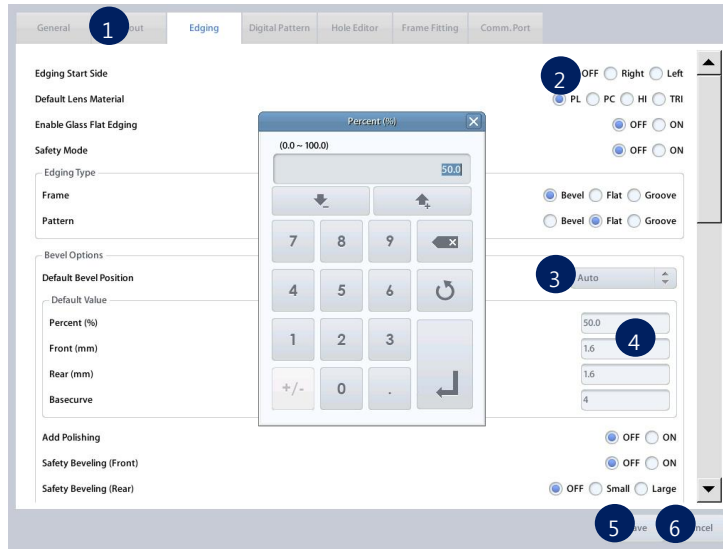 General 1 out Edging Digital Pattern Hole Editor Frame Fitting Comm.Port
Edging Start Side 2 OFF Right Left
Default Lens Material PL PC HI TRI
Enable Glass Flat Edging OFF ON
Safety Mode OFF ON
Edging Type
Frame Bevel Flat Groove
Pattern Bevel Flat Groove
Bevel Options
Default Bevel Position 3 Auto
Default Value
Percent (%) 50.0
Front (mm) 1.6 4
Rear (mm) 1.6
Basecurve 4
Add Polishing OFF ON
Safety Beveling (Front) OFF ON
Safety Beveling (Rear) OFF Small Large
Percent (%)
(0.0 ~ 100.0)
50.0
7 8 9
4 5 6
1 2 3
+/- 0 .
5 ave 6 ncel